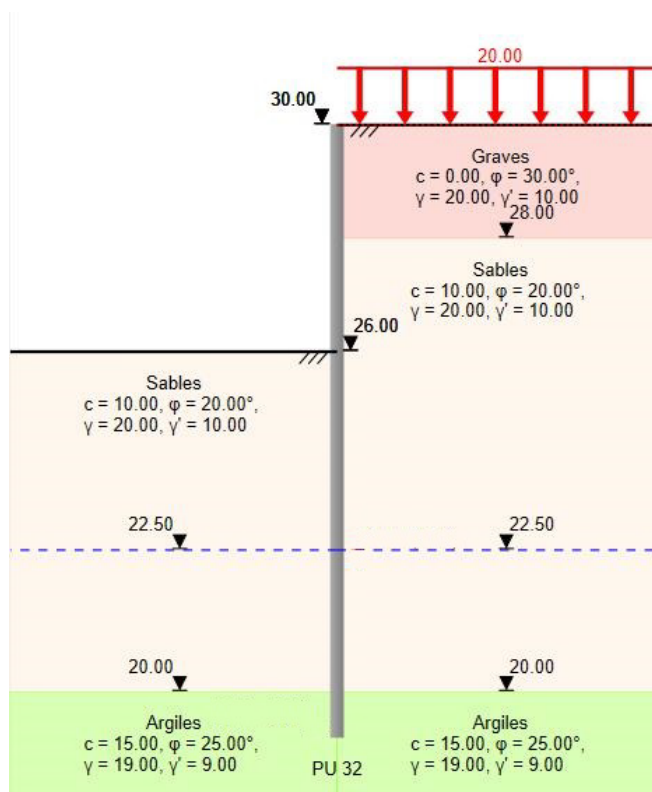 20.00
30.00
Graves
c = 0.00, φ = 30.00°,
γ = 20.00, γ' = 10.00
28.00
Sables
c = 10.00, φ = 20.00°,
γ = 20.00, γ' = 10.00
26.00
Sables
c = 10.00, φ = 20.00°,
γ = 20.00, γ' = 10.00
22.50
22.50
20.00
20.00
Argiles
c = 15.00, φ = 25.00°,
γ = 19.00, γ' = 9.00
Argiles
c = 15.00, φ = 25.00°,
γ = 19.00, γ' = 9.00
PU 32